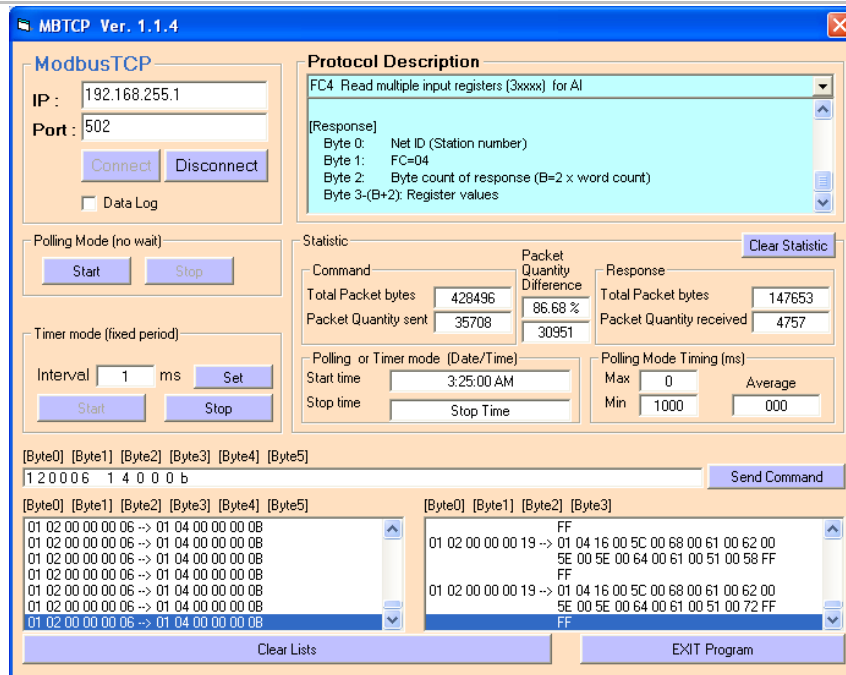 MBTCP Ver. 1.1.4
ModbusTCP
IP : 192.168.255.1
Port : 502
Connect Disconnect
Data Log
Protocol Description
FC4 Read multiple input registers (3xxxx) for AI
[Response]
Byte 0: Net ID (Station number)
Byte 1: FC=04
Byte 2: Byte count of response (B=2 x word count)
Byte 3-(B+2): Register values
Polling Mode (no wait)
Start Stop
Timer mode (fixed period)
Interval 1 ms Set
Start Stop
Statistic
Clear Statistic
Command
Total Packet bytes 428496
Packet Quantity sent 35708
Packet
Quantity
Difference
86.68 %
30951
Response
Total Packet bytes 147653
Packet Quantity received 4757
Polling or Timer mode (Date/Time)
Start time 3:25:00 AM
Stop time Stop Time
Polling Mode Timing (ms)
Max 0 Average
Min 1000 000
[Byte0] [Byte1] [Byte2] [Byte3] [Byte4] [Byte5]
1 2 0 0 0 6 1 4 0 0 0 b
Send Command
[Byte0] [Byte1] [Byte2] [Byte3] [Byte4] [Byte5]
01 02 00 00 00 06 --> 01 04 00 00 00 0B
01 02 00 00 00 06 --> 01 04 00 00 00 0B
01 02 00 00 00 06 --> 01 04 00 00 00 0B
01 02 00 00 00 06 --> 01 04 00 00 00 0B
01 02 00 00 00 06 --> 01 04 00 00 00 0B
01 02 00 00 00 06 --> 01 04 00 00 00 0B
01 02 00 00 00 06 --> 01 04 00 00 00 0B
[Byte0] [Byte1] [Byte2] [Byte3]
FF
01 02 00 00 00 19 --> 01 04 16 00 5C 00 68 00 61 00 62 00
5E 00 5E 00 64 00 61 00 51 00 58 FF
FF
01 02 00 00 00 19 --> 01 04 16 00 5C 00 68 00 61 00 62 00
5E 00 5E 00 64 00 61 00 51 00 72 FF
FF
Clear Lists
EXIT Program